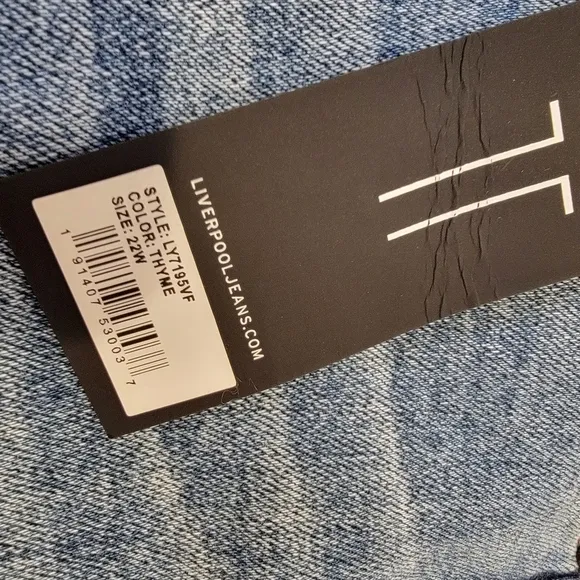 STYLE: LY7195VF
COLOR: THYME
SIZE: 22W
1 91407 53003 7
LIVERPOOLJEANS.COM